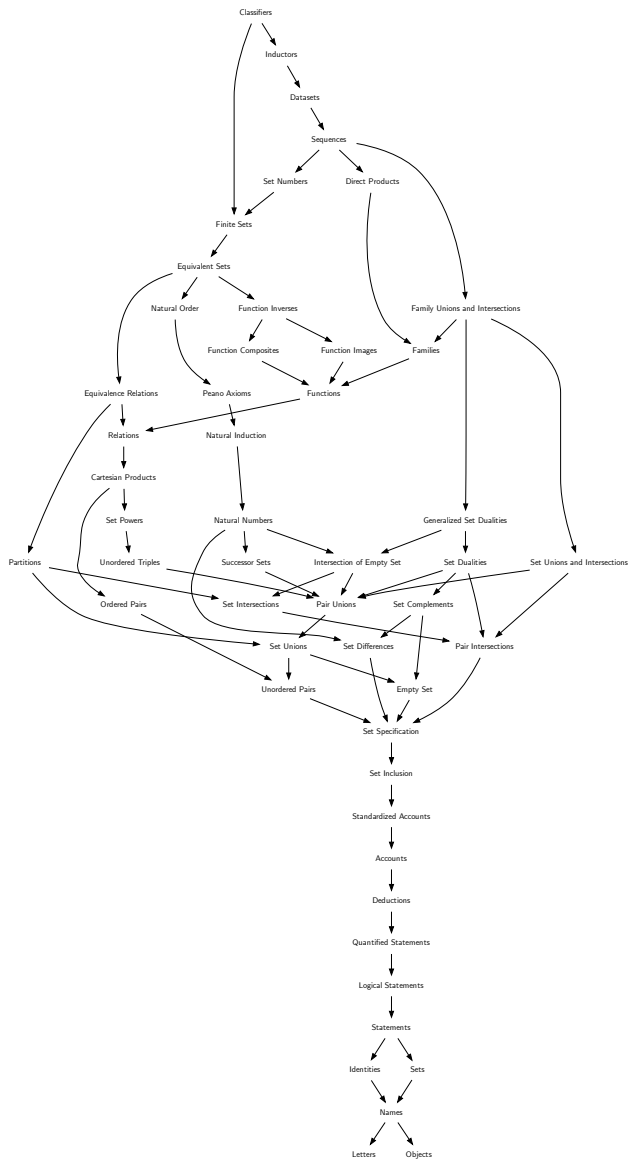 Classifiers
Inductors
Datasets
Sequences
Set Numbers
Direct Products
Finite Sets
Equivalent Sets
Natural Order
Function Inverses
Family Unions and Intersections
Function Composites
Function Images
Families
Equivalence Relations
Peano Axioms
Functions
Relations
Natural Induction
Cartesian Products
Set Powers
Natural Numbers
Generalized Set Dualities
Partitions
Unordered Triples
Successor Sets
Intersection of Empty Set
Set Dualities
Set Unions and Intersections
Ordered Pairs
Set Intersections
Pair Unions
Set Complements
Set Unions
Set Differences
Pair Intersections
Unordered Pairs
Empty Set
Set Specification
Set Inclusion
Standardized Accounts
Accounts
Deductions
Quantified Statements
Logical Statements
Statements
Identities
Sets
Names
Letters
Objects